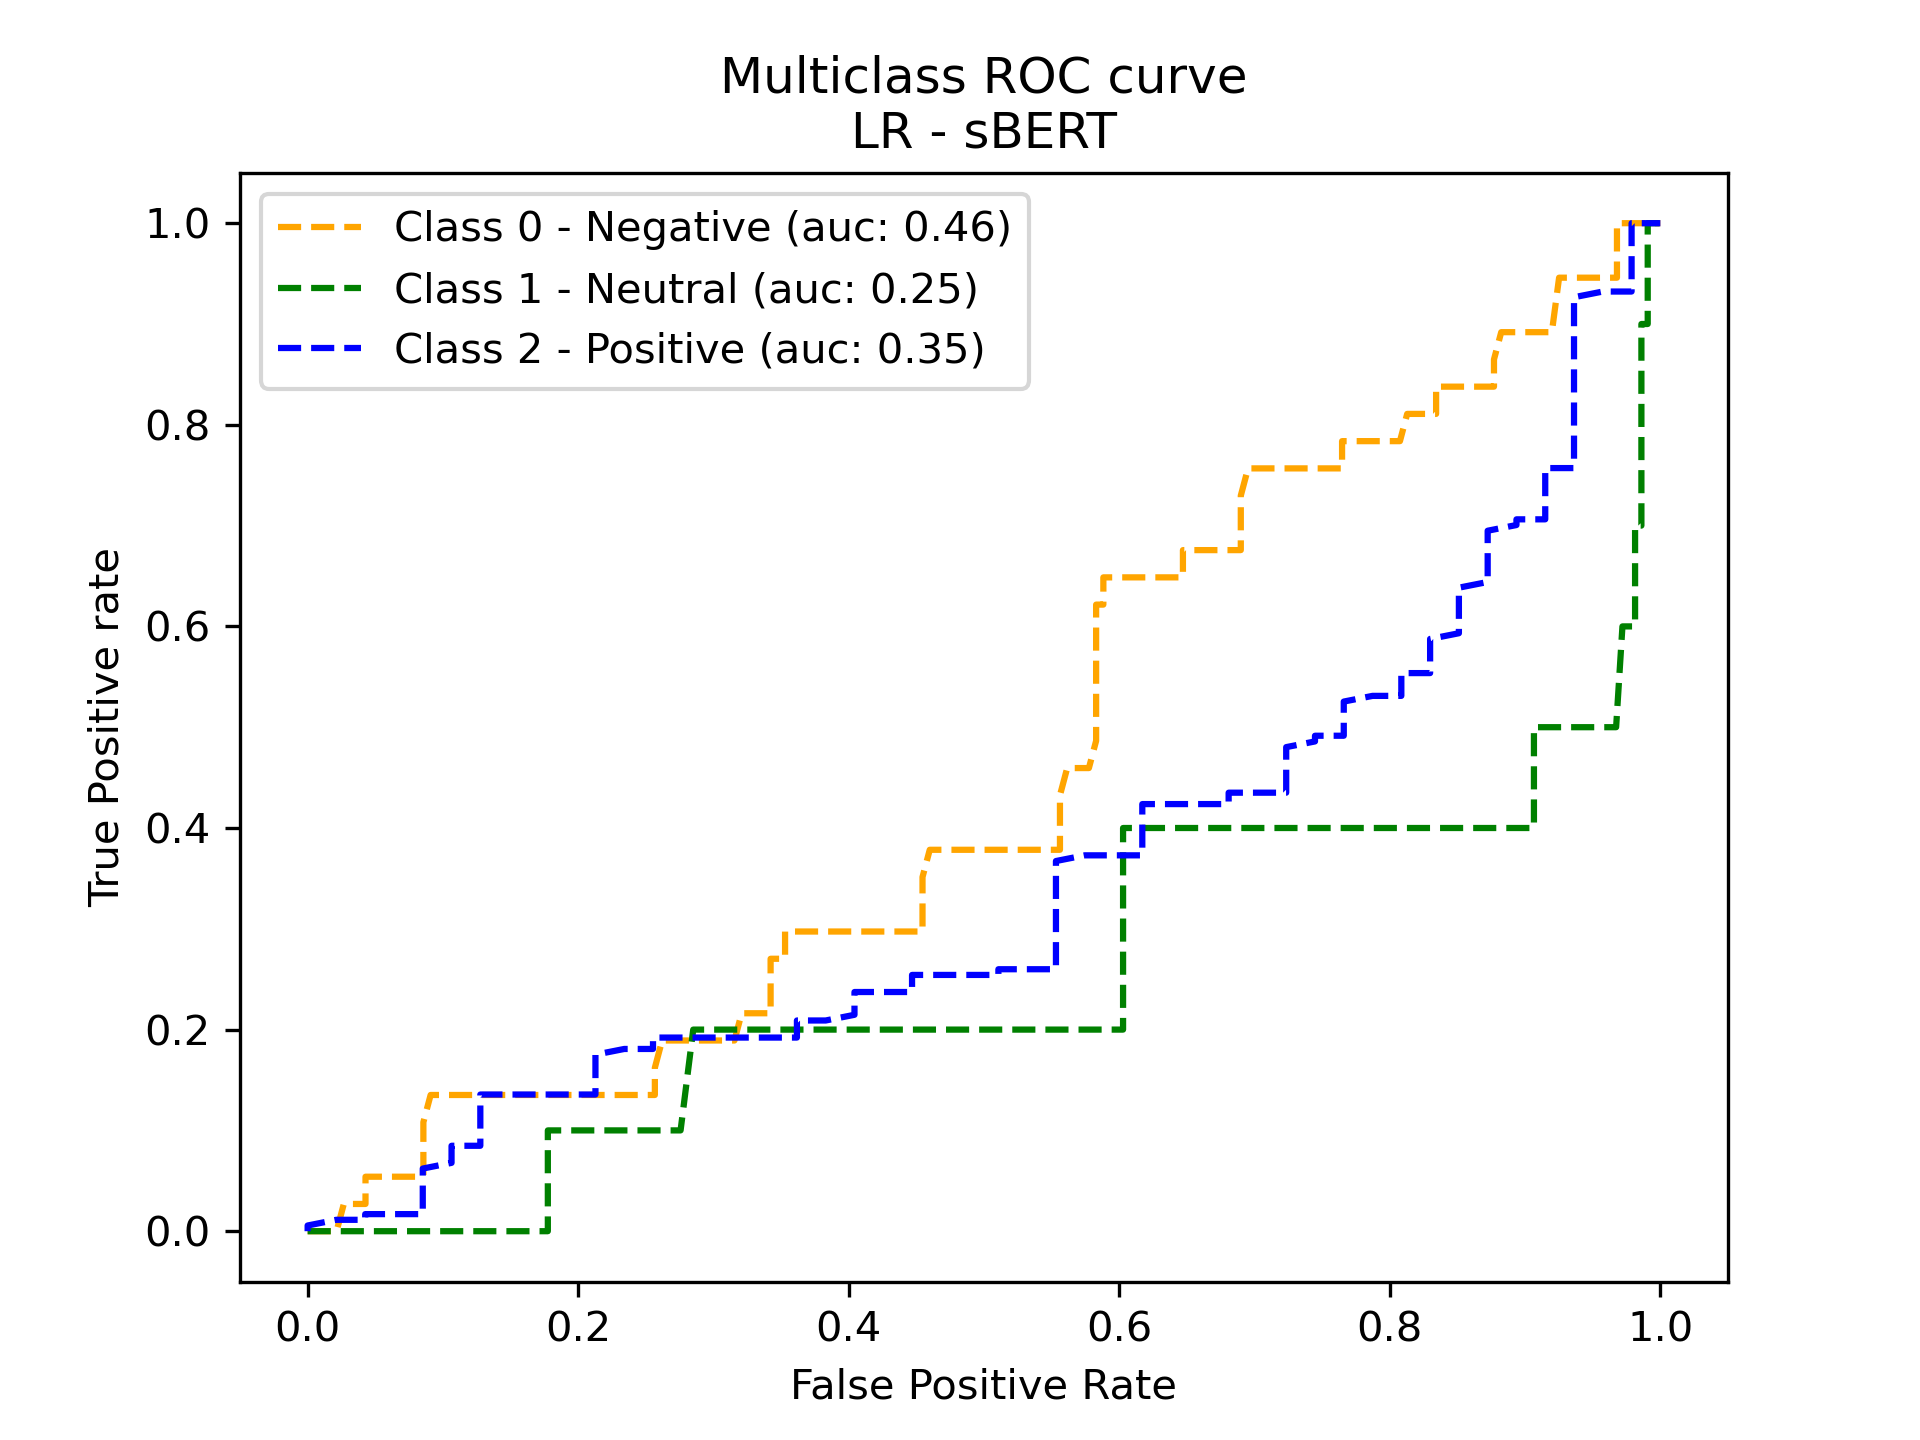 Multiclass ROC curve
LR - sBERT
Class 0 - Negative (auc: 0.46)
Class 1 - Neutral (auc: 0.25)
Class 2 - Positive (auc: 0.35)
True Positive rate
1.0
0.8
0.6
0.4
0.2
0.0
0.0 0.2 0.4 0.6 0.8 1.0
False Positive Rate